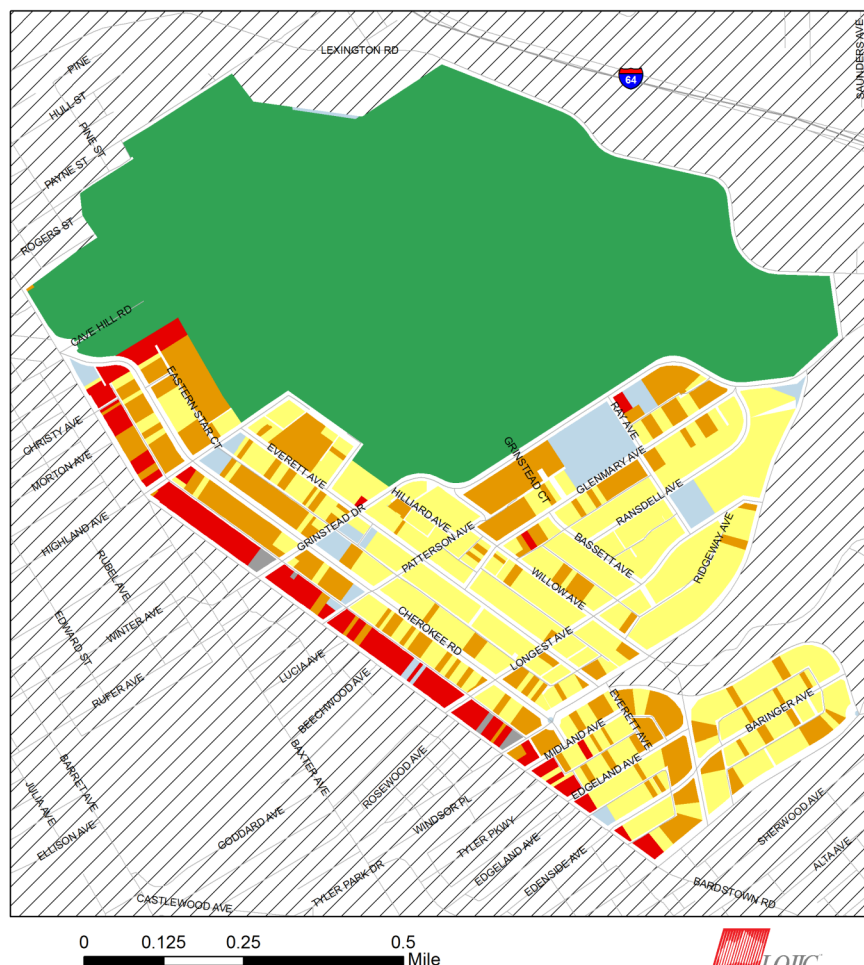 LEXINGTON RD
SAUNDERS AVE
PINE
64
HULL ST
PINE ST
PAYNE ST
ROGERS ST
CAVE HILL RD
EASTERN STAR CT
CHRISTY AVE
MORTON AVE
HIGHLAND AVE
RUBEL AVE
EDWARD ST
WINTER AVE
RUFER AVE
EVERETT AVE
GRINSTEAD DR
HILLIARD AVE
PATTERSON AVE
GRINSTEAD CT
RAY AVE
GLENMARY AVE
RANSDELL AVE
BASSETT AVE
WILLOW AVE
RIDGEWAY AVE
CHEROKEE RD
LONGEST AVE
LUCIA AVE
BEECHWOOD AVE
BAXTER AVE
ROSEWOOD AVE
WINDSOR PL
EVERETT AVE
MIDLAND AVE
EDGELAND AVE
BARINGER AVE
JULIA AVE
BARRET AVE
ELLISON AVE
GODDARD AVE
TYLER PARK DR
TYLER PKWY
EDGELAND AVE
EDENSIDE AVE
SHERWOOD AVE
ALTA AVE
BARDSTOWN RD
CASTLEWOOD AVE
0 0.125 0.25 0.5
Mile
LOJIC